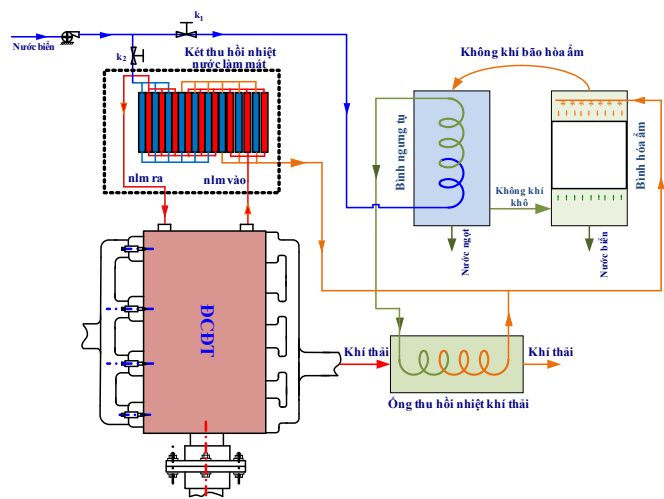 k₁
Nước biển
k₂
Két thu hồi nhiệt
nước làm mát
Không khí bão hòa ẩm
Bình ngưng tụ
Bình hóa ẩm
Không khí
khô
nlm ra
nlm vào
Nước ngọt
Nước biển
ĐCĐT
Khí thải
Khí thải
Ống thu hồi nhiệt khí thải